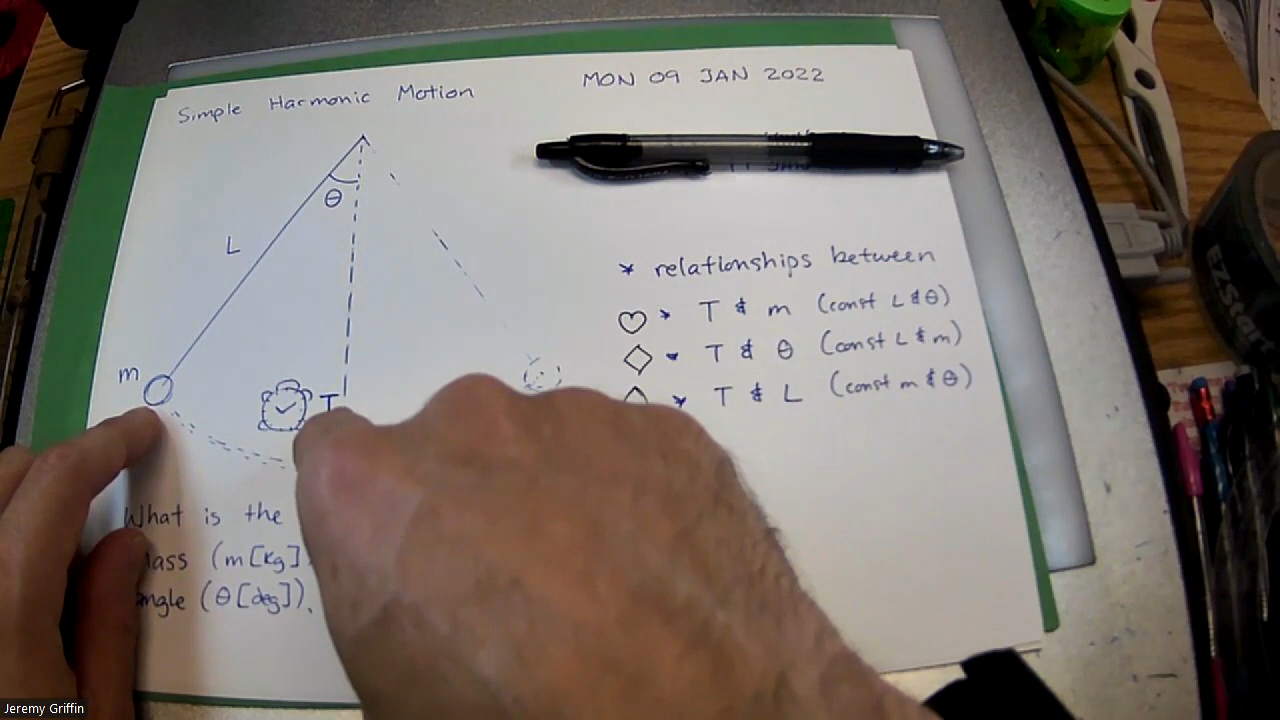 Simple Harmonic Motion
MON 09 JAN 2022
θ
L
m
T
* relationships between
T & m (const L & θ)
T & θ (const L & m)
T & L (const m & θ)
What is the
Mass (m[kg]
Angle (θ[deg]).
EZStart
Jeremy Griffin